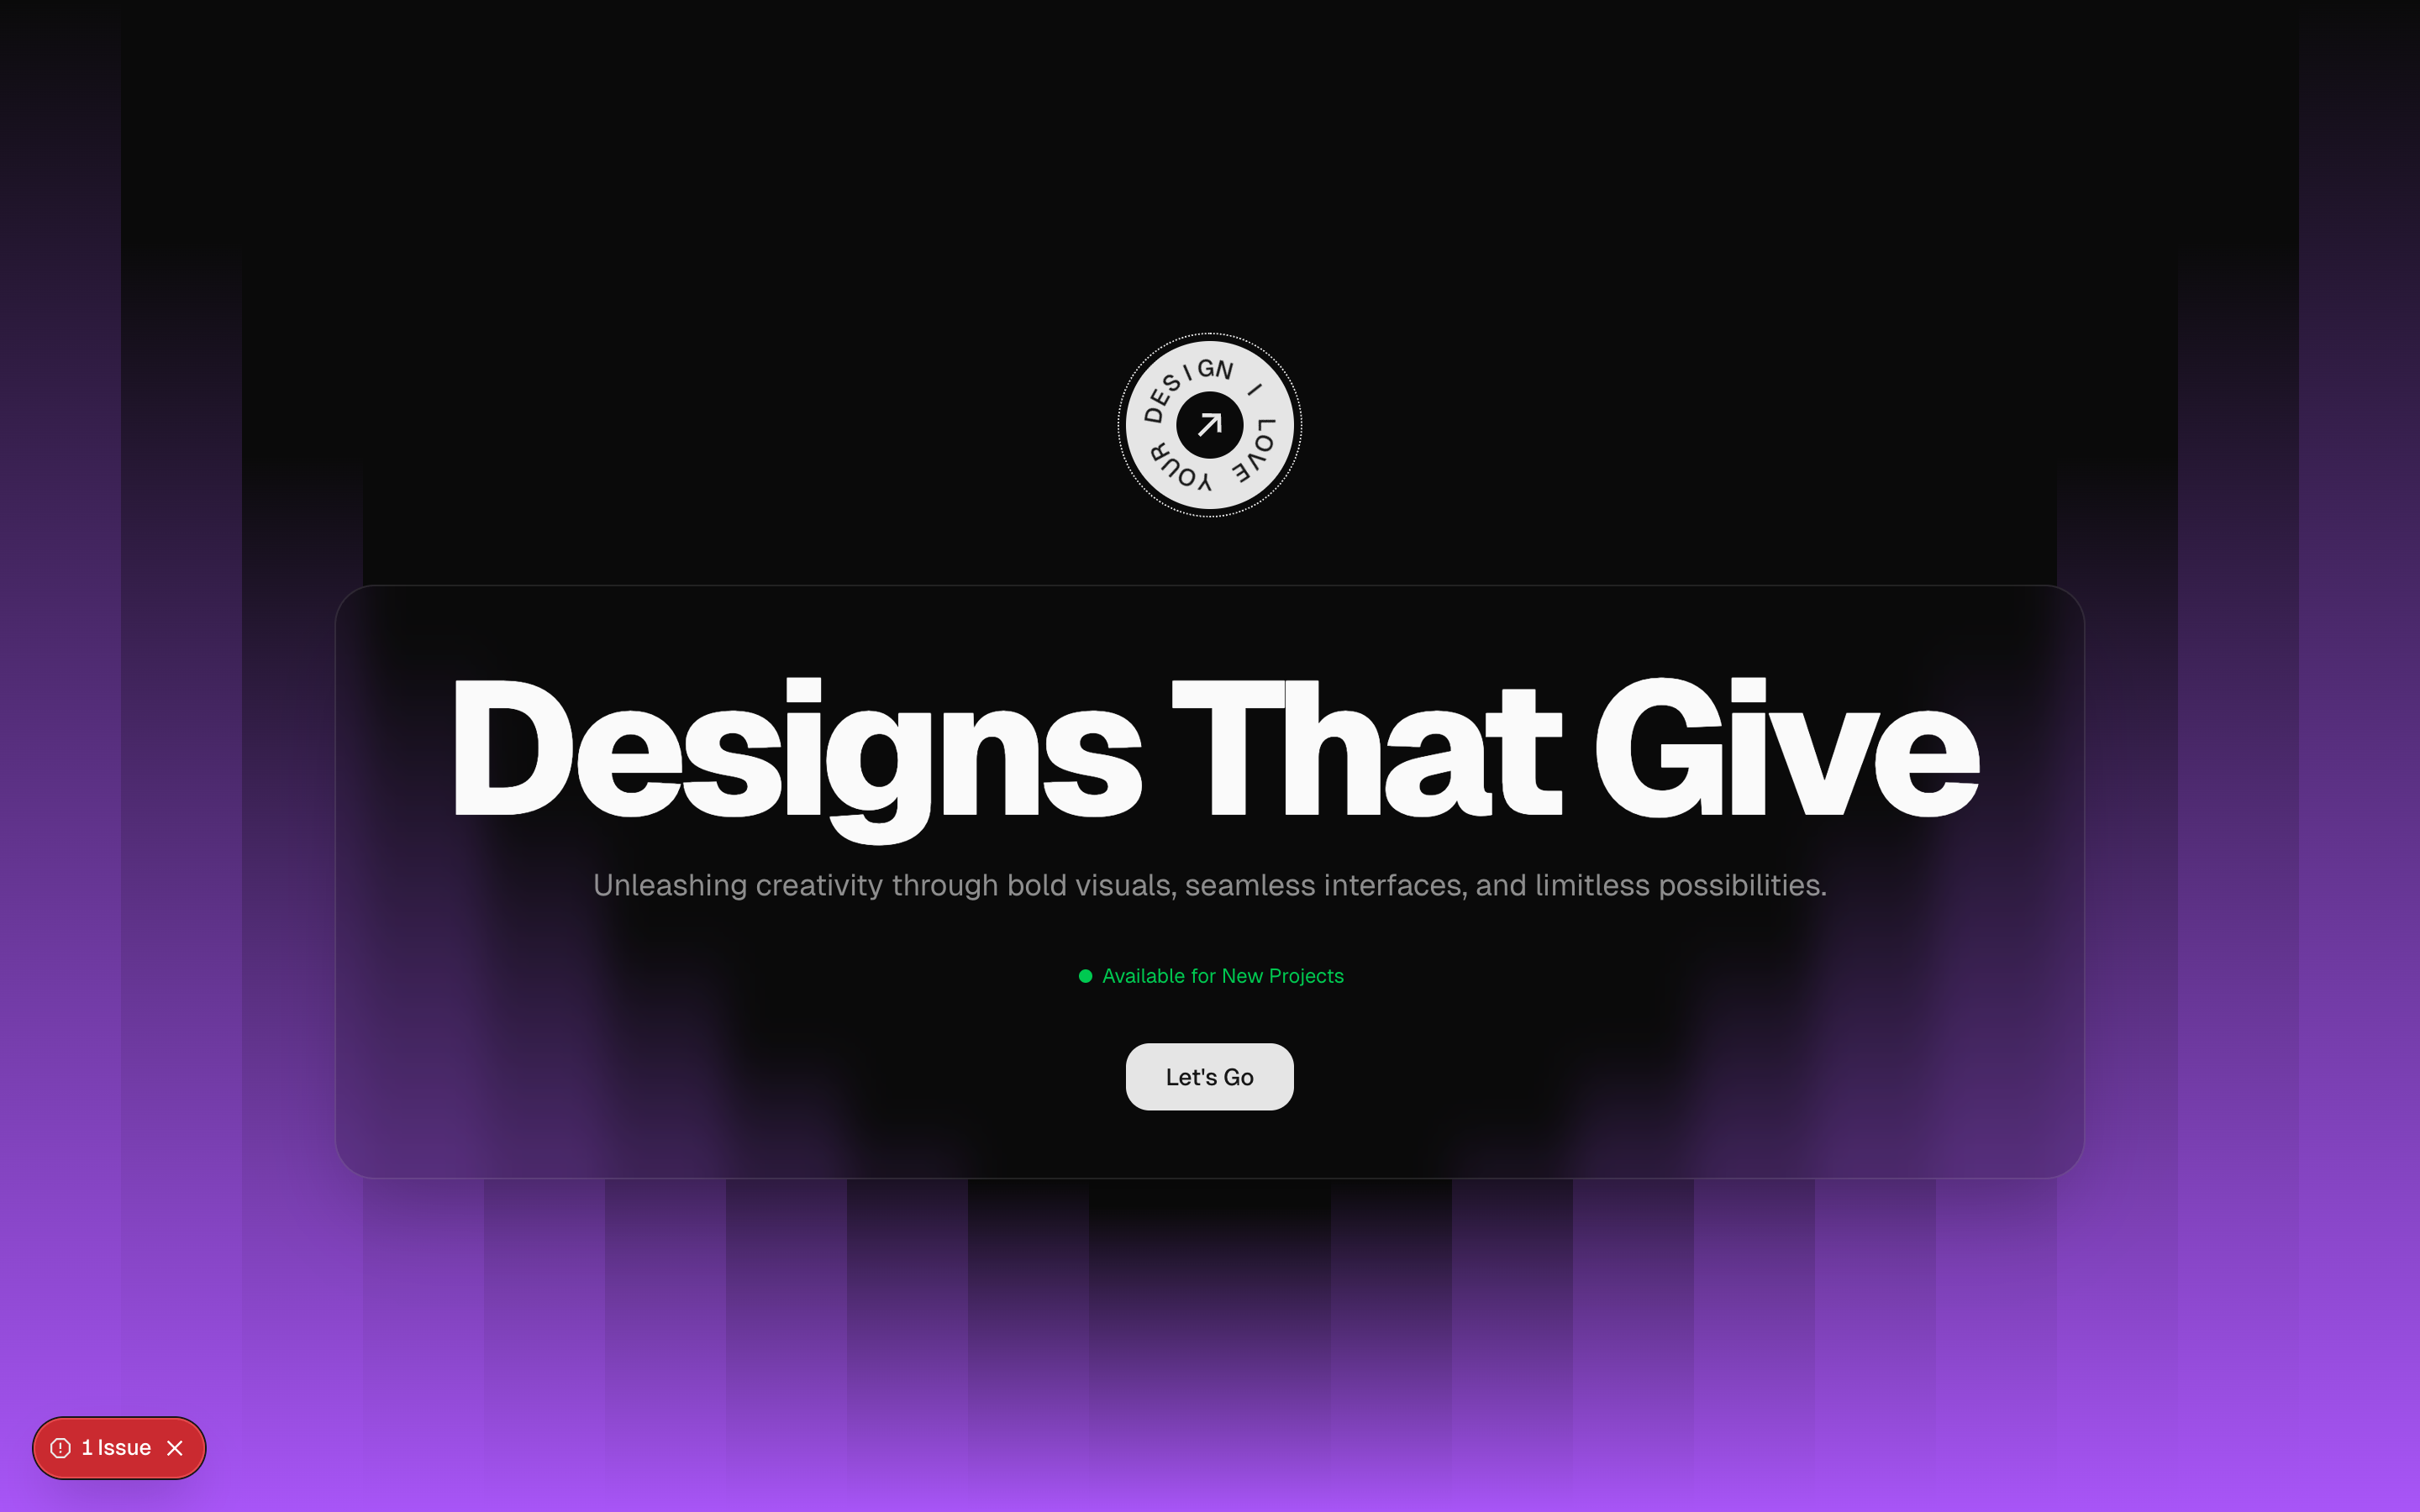 DESIGN I LOVE YOUR
Designs That Give
Unleashing creativity through bold visuals, seamless interfaces, and limitless possibilities.
Available for New Projects
Let's Go
1 Issue